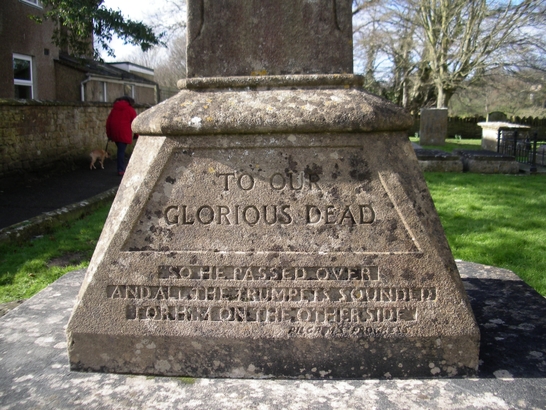 TO OUR
GLORIOUS DEAD
SO HE PASSED OVER
AND ALL THE TRUMPETS SOUNDED
FOR HIM ON THE OTHER SIDE
PILGRIM'S PROGRESS